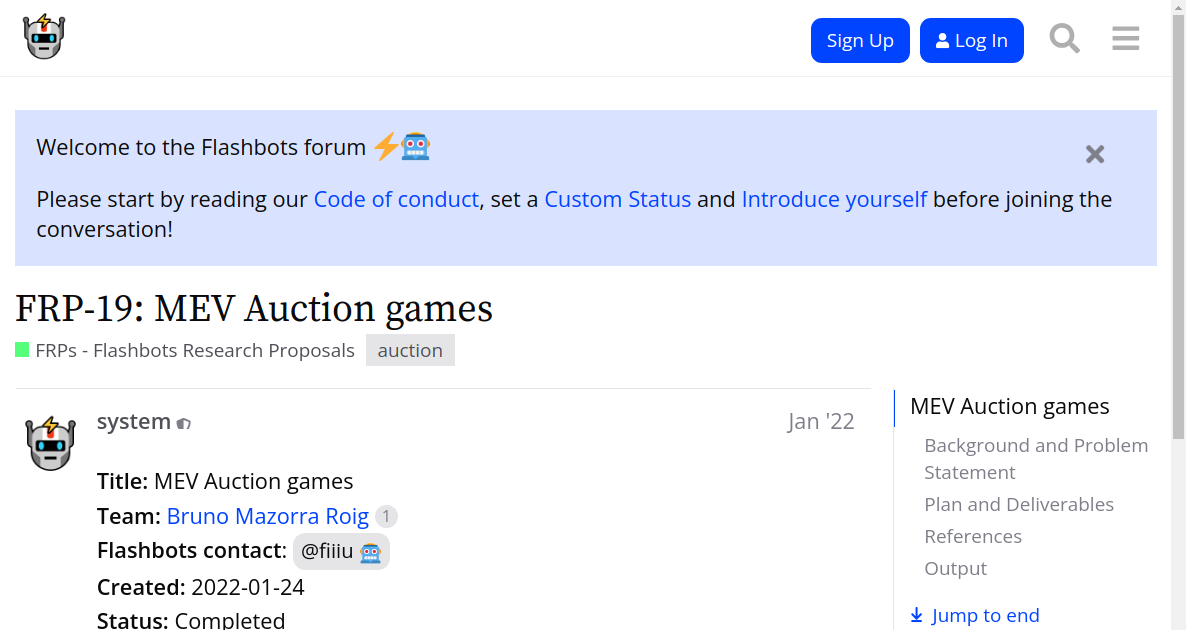 Sign Up
Log In
Welcome to the Flashbots forum
Please start by reading our Code of conduct, set a Custom Status and Introduce yourself before joining the
conversation!
FRP-19: MEV Auction games
FRPs - Flashbots Research Proposals
auction
system
Jan '22
Title: MEV Auction games
Team: Bruno Mazorra Roig 1
Flashbots contact: @fiiiu
Created: 2022-01-24
Status: Completed
MEV Auction games
Background and Problem
Statement
Plan and Deliverables
References
Output
Jump to end